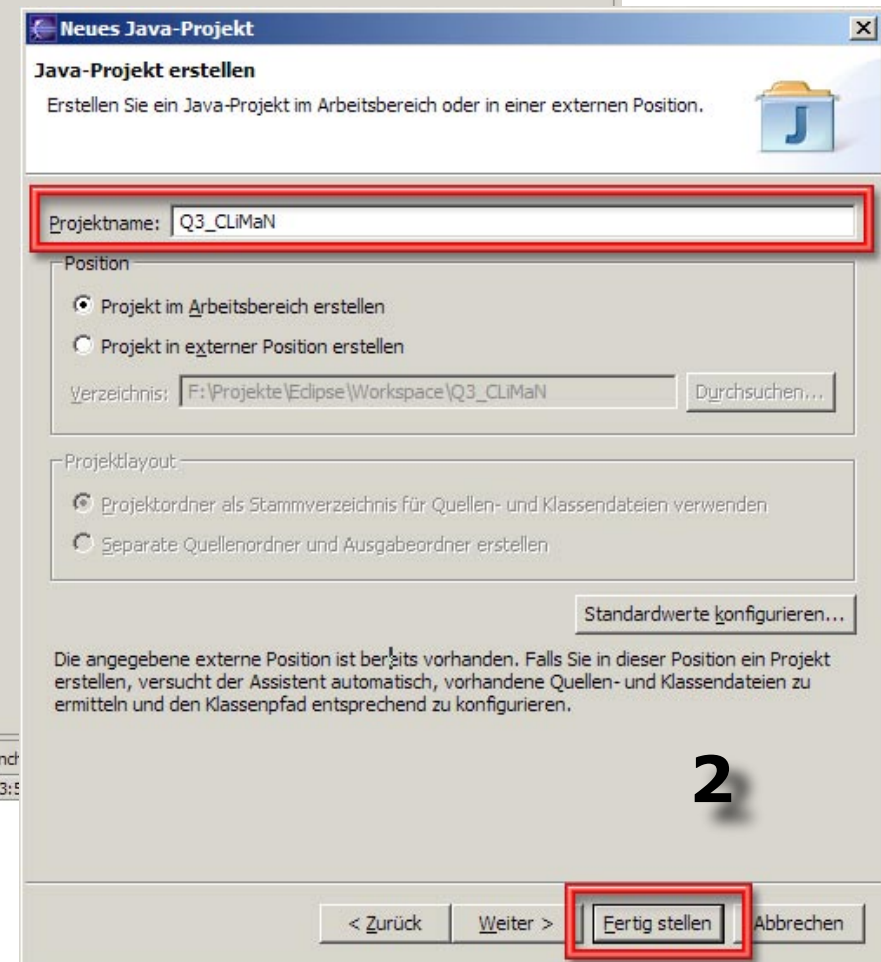 Neues Java-Projekt
Java-Projekt erstellen
Erstellen Sie ein Java-Projekt im Arbeitsbereich oder in einer externen Position.
J
Projektname: Q3_CLiMaN
Position
Projekt im Arbeitsbereich erstellen
Projekt in externer Position erstellen
Verzeichnis: F:\Projekte\Eclipse\Workspace\Q3_CLiMaN Durchsuchen...
Projektlayout
Projektordner als Stammverzeichnis für Quellen- und Klassendateien verwenden
Separate Quellenordner und Ausgabeordner erstellen
Standardwerte konfigurieren...
Die angegebene externe Position ist bereits vorhanden. Falls Sie in dieser Position ein Projekt
erstellen, versucht der Assistent automatisch, vorhandene Quellen- und Klassendateien zu
ermitteln und den Klassenpfad entsprechend zu konfigurieren.
2
< Zurück Weiter > Fertig stellen Abbrechen